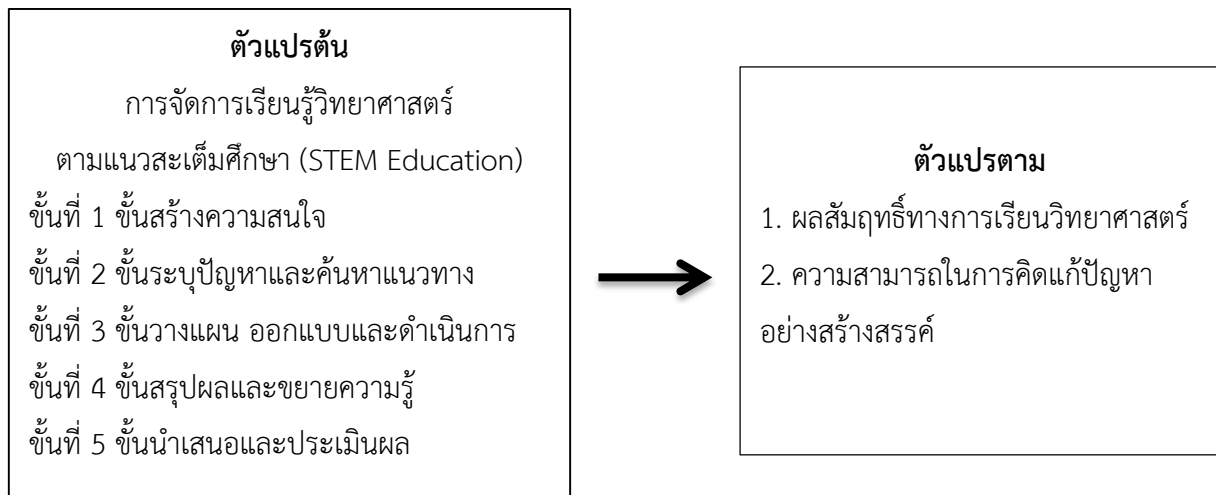 ตัวแปรต้น
การจัดการเรียนรู้วิทยาศาสตร์
ตามแนวสะเต็มศึกษา (STEM Education)
ขั้นที่ 1 ขั้นสร้างความสนใจ
ขั้นที่ 2 ขั้นระบุปัญหาและค้นหาแนวทาง
ขั้นที่ 3 ขั้นวางแผน ออกแบบและดำเนินการ
ขั้นที่ 4 ขั้นสรุปผลและขยายความรู้
ขั้นที่ 5 ขั้นนำเสนอและประเมินผล
ตัวแปรตาม
1. ผลสัมฤทธิ์ทางการเรียนวิทยาศาสตร์
2. ความสามารถในการคิดแก้ปัญหา
อย่างสร้างสรรค์